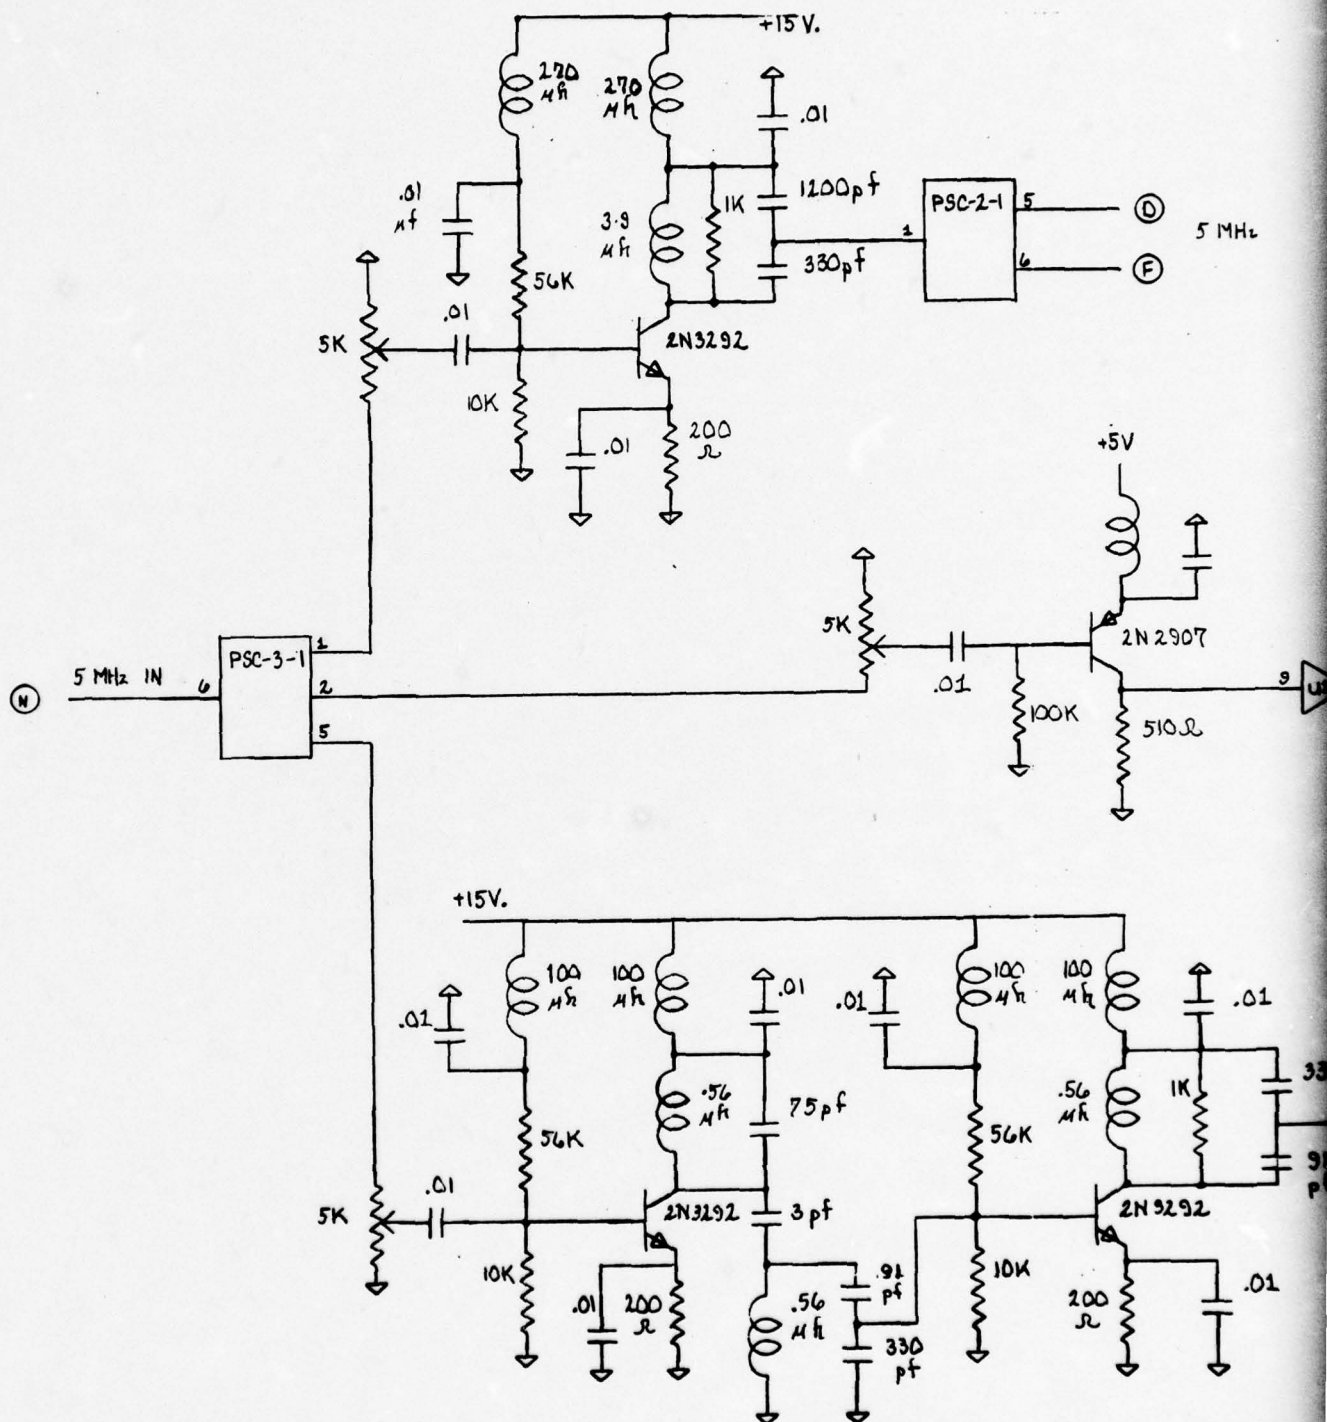 +15V.
270
µh
270
µh
.01
.01
µf
1200pf
1K
3.9
µh
330pf
PSC-2-1
1
5
6
D
F
5 MHz
56K
.01
5K
2N3292
10K
.01
200
Ω
+5V
5K
2N2907
.01
100K
510Ω
9
N
5 MHz IN
6
PSC-3-1
1
2
5
+15V.
100
µh
100
µh
.01
.01
.01
100
µh
100
µh
.01
.56
µh
75pf
56K
56K
.56
µh
1K
33
91
5K
.01
2N3292
3pf
2N3292
10K
.01
200
Ω
.56
µh
.91
pf
330
pf
10K
200
Ω
.01